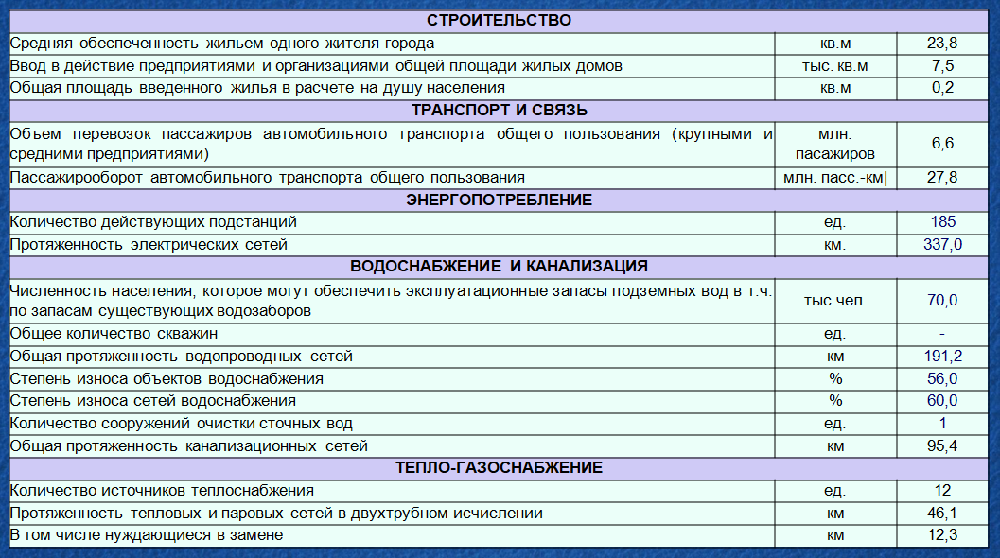 СТРОИТЕЛЬСТВО
Средняя обеспеченность жильем одного жителя города кв.м 23,8
Ввод в действие предприятиями и организациями общей площади жилых домов тыс. кв.м 7,5
Общая площадь введенного жилья в расчете на душу населения кв.м 0,2
ТРАНСПОРТ И СВЯЗЬ
Объем перевозок пассажиров автомобильного транспорта общего пользования (крупными и
средними предприятиями)
млн.
пасажиров
6,6
Пассажирооборот автомобильного транспорта общего пользования млн. пасс.-км| 27,8
ЭНЕРГОПОТРЕБЛЕНИЕ
Количество действующих подстанций ед. 185
Протяженность электрических сетей км. 337,0
ВОДОСНАБЖЕНИЕ И КАНАЛИЗАЦИЯ
Численность населения, которое могут обеспечить эксплуатационные запасы подземных вод в т.ч.
по запасам существующих водозаборов
тыс.чел.
70,0
Общее количество скважин ед. -
Общая протяженность водопроводных сетей км 191,2
Степень износа объектов водоснабжения % 56,0
Степень износа сетей водоснабжения % 60,0
Количество сооружений очистки сточных вод ед. 1
Общая протяженность канализационных сетей км 95,4
ТЕПЛО-ГАЗОСНАБЖЕНИЕ
Количество источников теплоснабжения ед. 12
Протяженность тепловых и паровых сетей в двухтрубном исчислении км 46,1
В том числе нуждающиеся в замене км 12,3